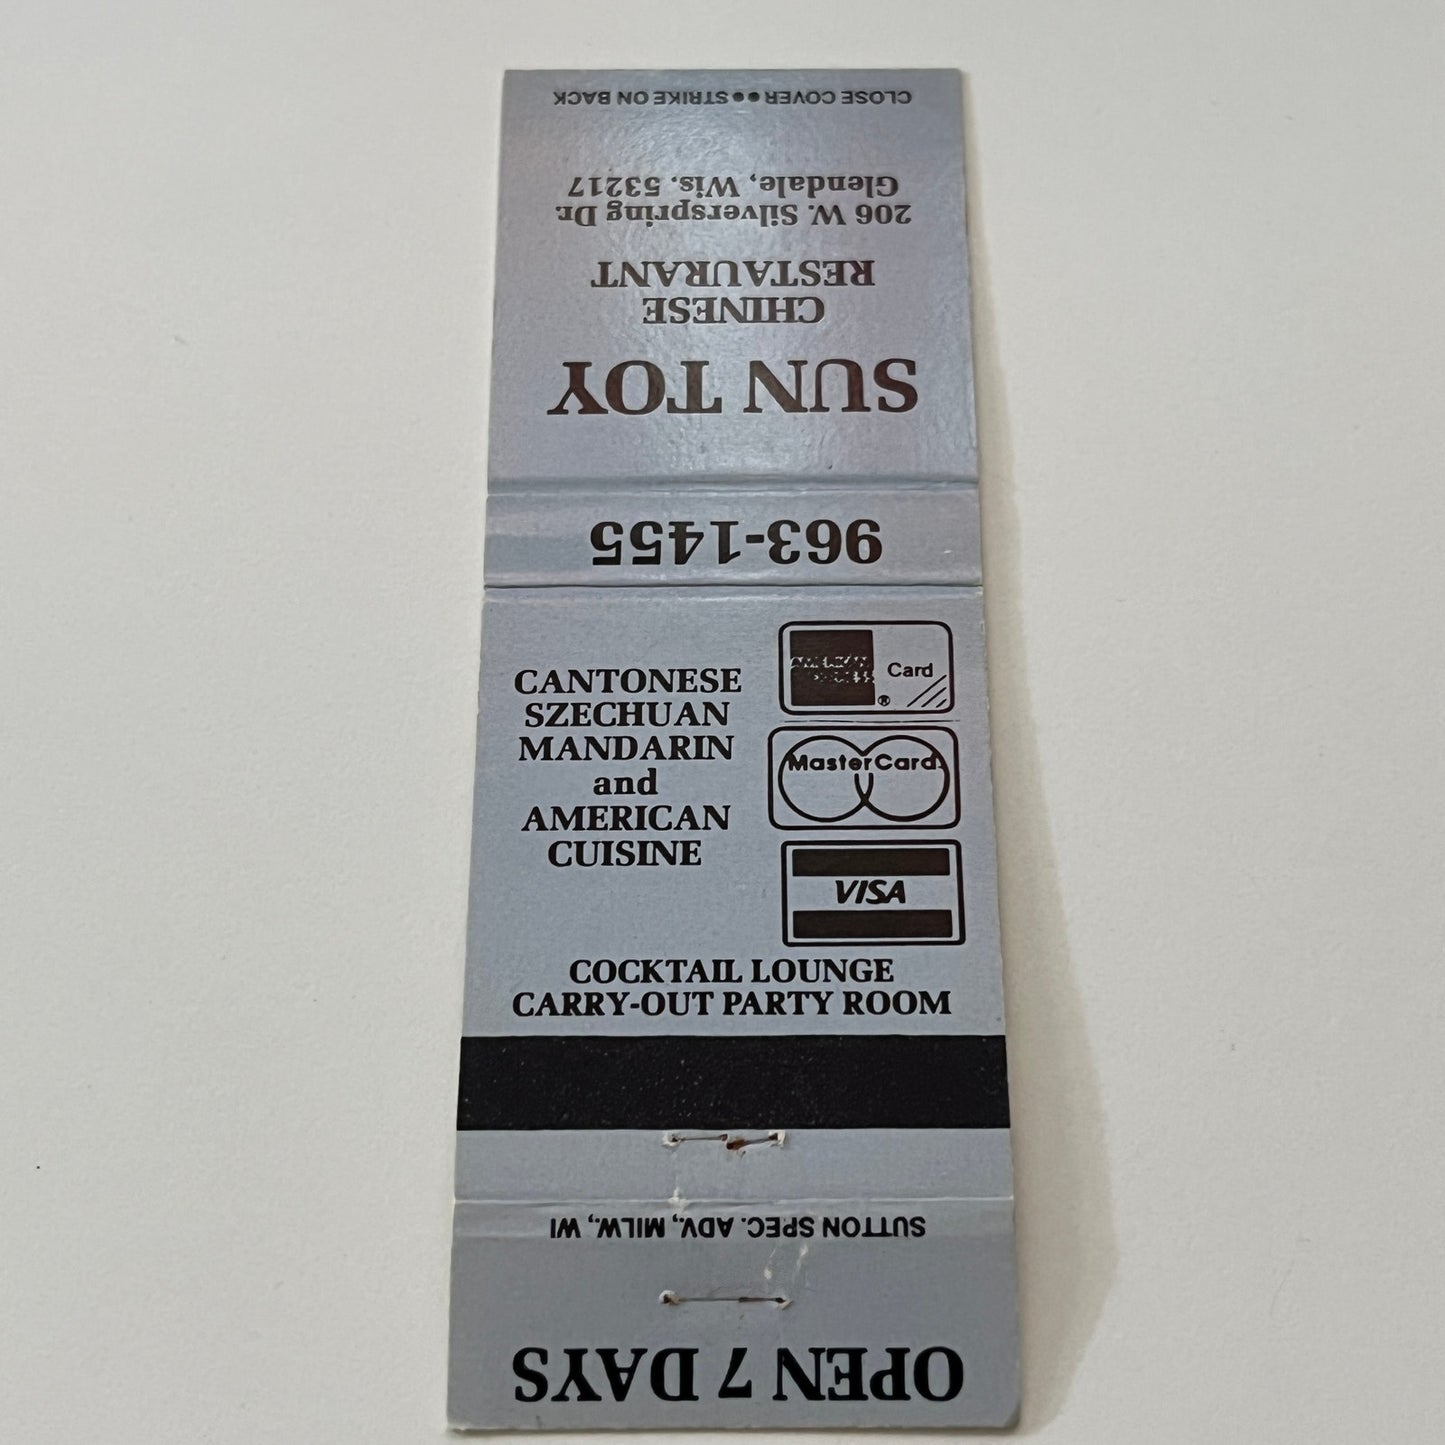 CLOSE COVER●●STRIKE ON BACK
SUN TOY
CHINESE
RESTAURANT
206 W. Silverspring Dr.
Glendale, Wis. 53217
963-1455
CANTONESE
SZECHUAN
MANDARIN
and
AMERICAN
CUISINE
AMERICAN
EXPRESS
Card
®
MasterCard
VISA
COCKTAIL LOUNGE
CARRY-OUT PARTY ROOM
SUTTON SPEC. ADV., MILW., WI
OPEN 7 DAYS